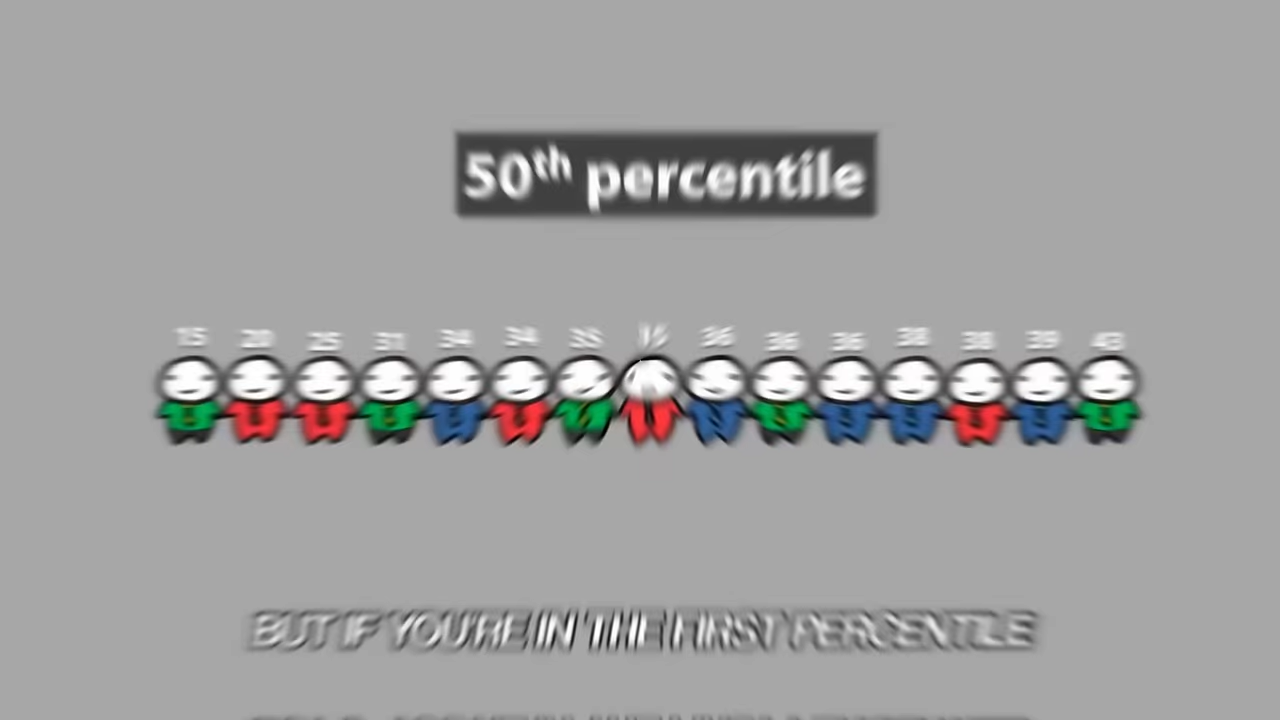 50th percentile
15 20 25 31 34 34 35 36 36 36 38 38 39 43
BUT IF YOU'RE IN THE FIRST PERCENTILE